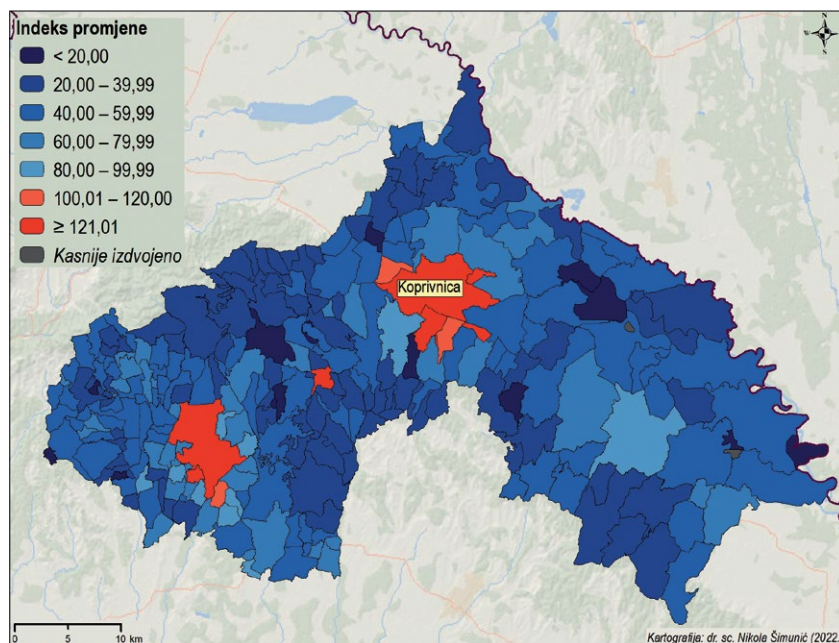 Indeks promjene
< 20,00
20,00 – 39,99
40,00 – 59,99
60,00 – 79,99
80,00 – 99,99
100,01 – 120,00
≥ 121,01
Kasnije izdvojeno
N
W
E
S
Koprivnica
0 5 10 km
Kartografija: dr. sc. Nikola Šimunić (2022